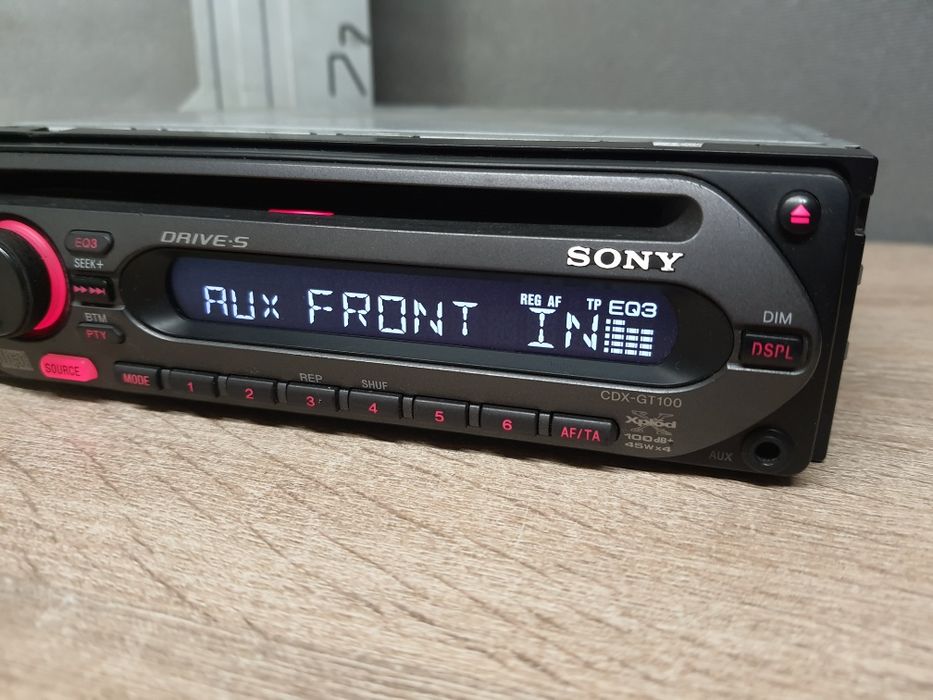 DRIVE·S
SONY
EQ3
SEEK+
BTM
PTY
AUX FRONT IN
REG AF TP EQ3
DIM
DSPL
SOURCE
MODE
1
2
REP
3
SHUF
4
5
6
AF/TA
CDX-GT100
Xplod
100dB+
45W×4
AUX